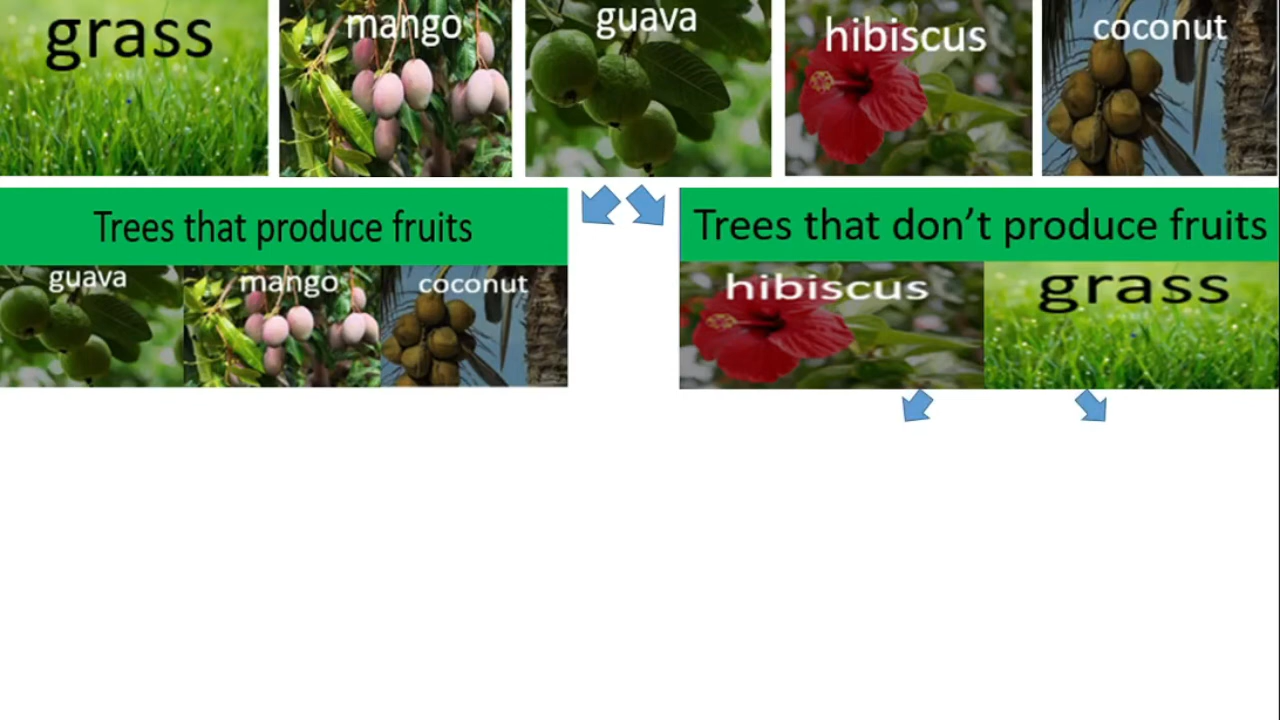 grass
mango
guava
hibiscus
coconut
Trees that produce fruits
Trees that don’t produce fruits
guava
mango
coconut
hibiscus
grass